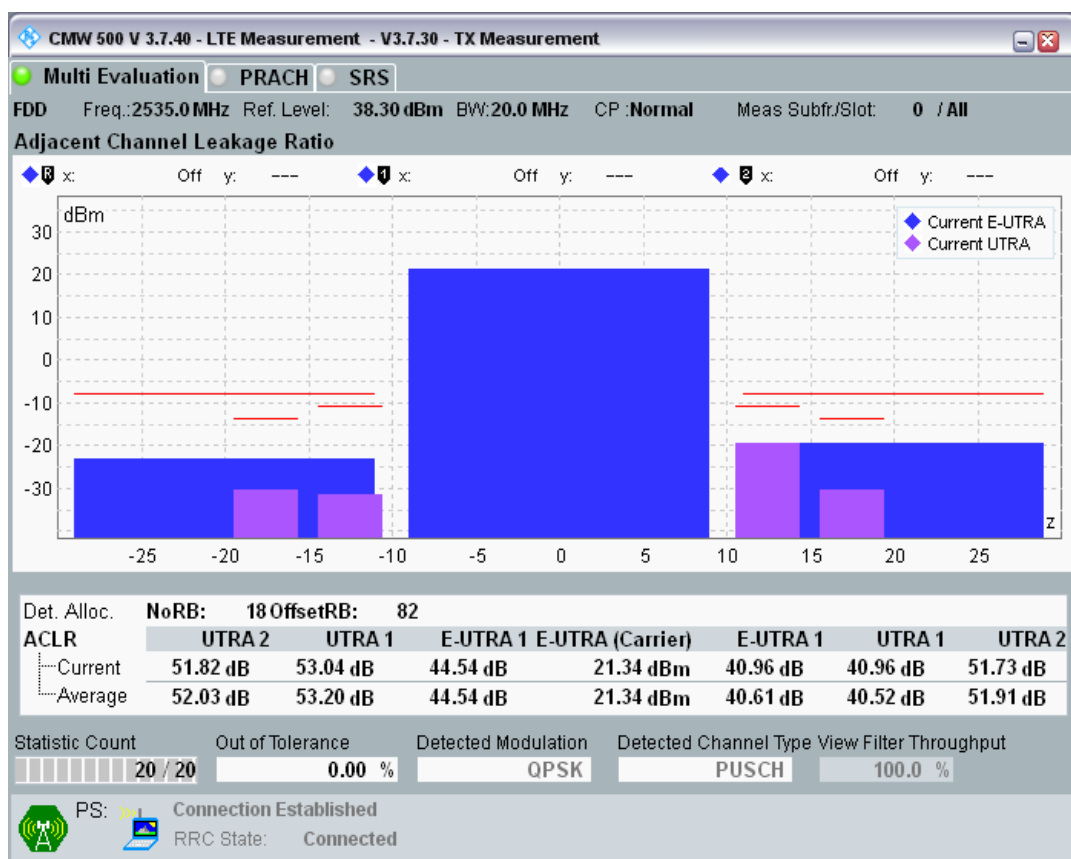 CMW 500 V 3.7.40 - LTE Measurement - V3.7.30 - TX Measurement
Multi Evaluation PRACH SRS
FDD Freq.:2535.0 MHz Ref. Level: 38.30 dBm BW:20.0 MHz CP :Normal Meas Subfr./Slot: 0 / All
Adjacent Channel Leakage Ratio
R x: Off y: --- 1 x: Off y: --- 2 x: Off y: ---
dBm
Current E-UTRA
Current UTRA
30
20
10
0
-10
-20
-30
z
-25 -20 -15 -10 -5 0 5 10 15 20 25
Det. Alloc. NoRB: 18 OffsetRB: 82
ACLR UTRA 2 UTRA 1 E-UTRA 1 E-UTRA (Carrier) E-UTRA 1 UTRA 1 UTRA 2
Current 51.82 dB 53.04 dB 44.54 dB 21.34 dBm 40.96 dB 40.96 dB 51.73 dB
Average 52.03 dB 53.20 dB 44.54 dB 21.34 dBm 40.61 dB 40.52 dB 51.91 dB
Statistic Count Out of Tolerance Detected Modulation Detected Channel Type View Filter Throughput
20 / 20 0.00 % QPSK PUSCH 100.0 %
PS: Connection Established
RRC State: Connected